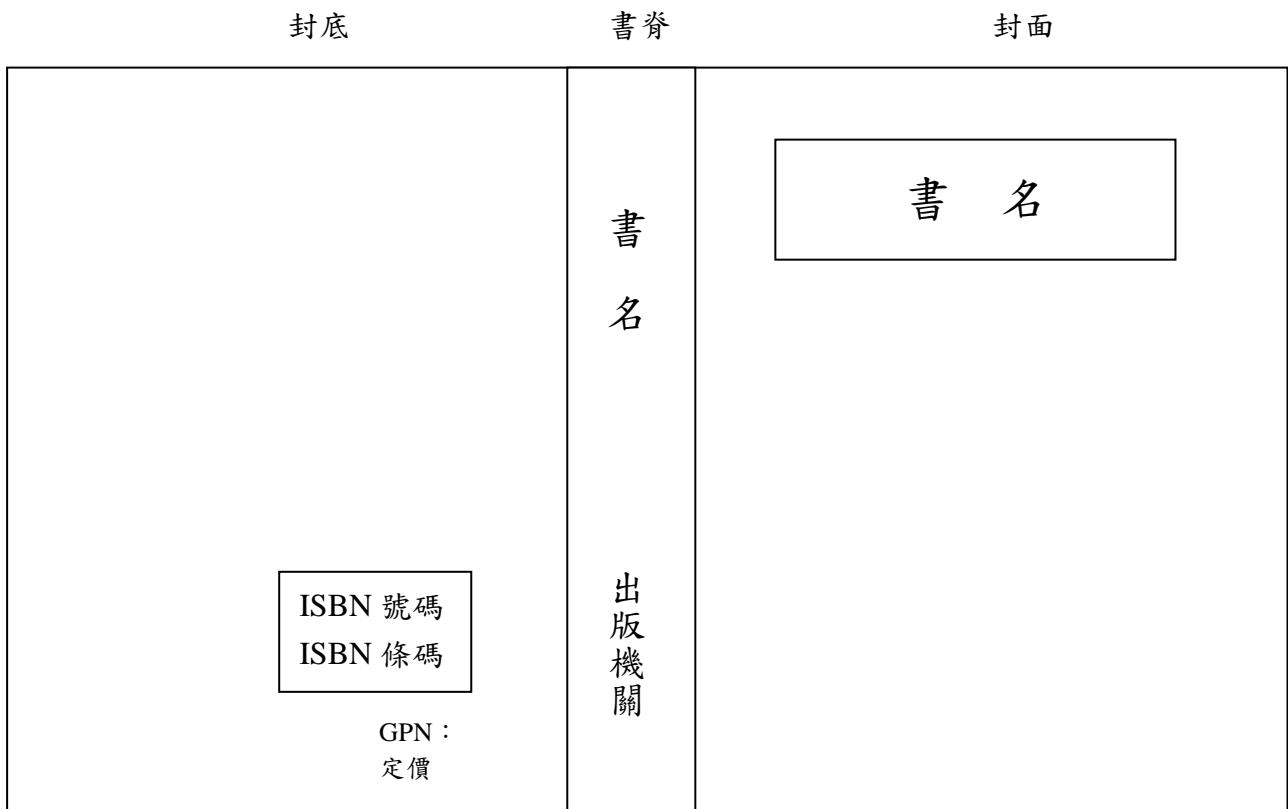 封底 書脊 封面
書名
出版機關
書 名
ISBN 號碼
ISBN 條碼
GPN：
定價